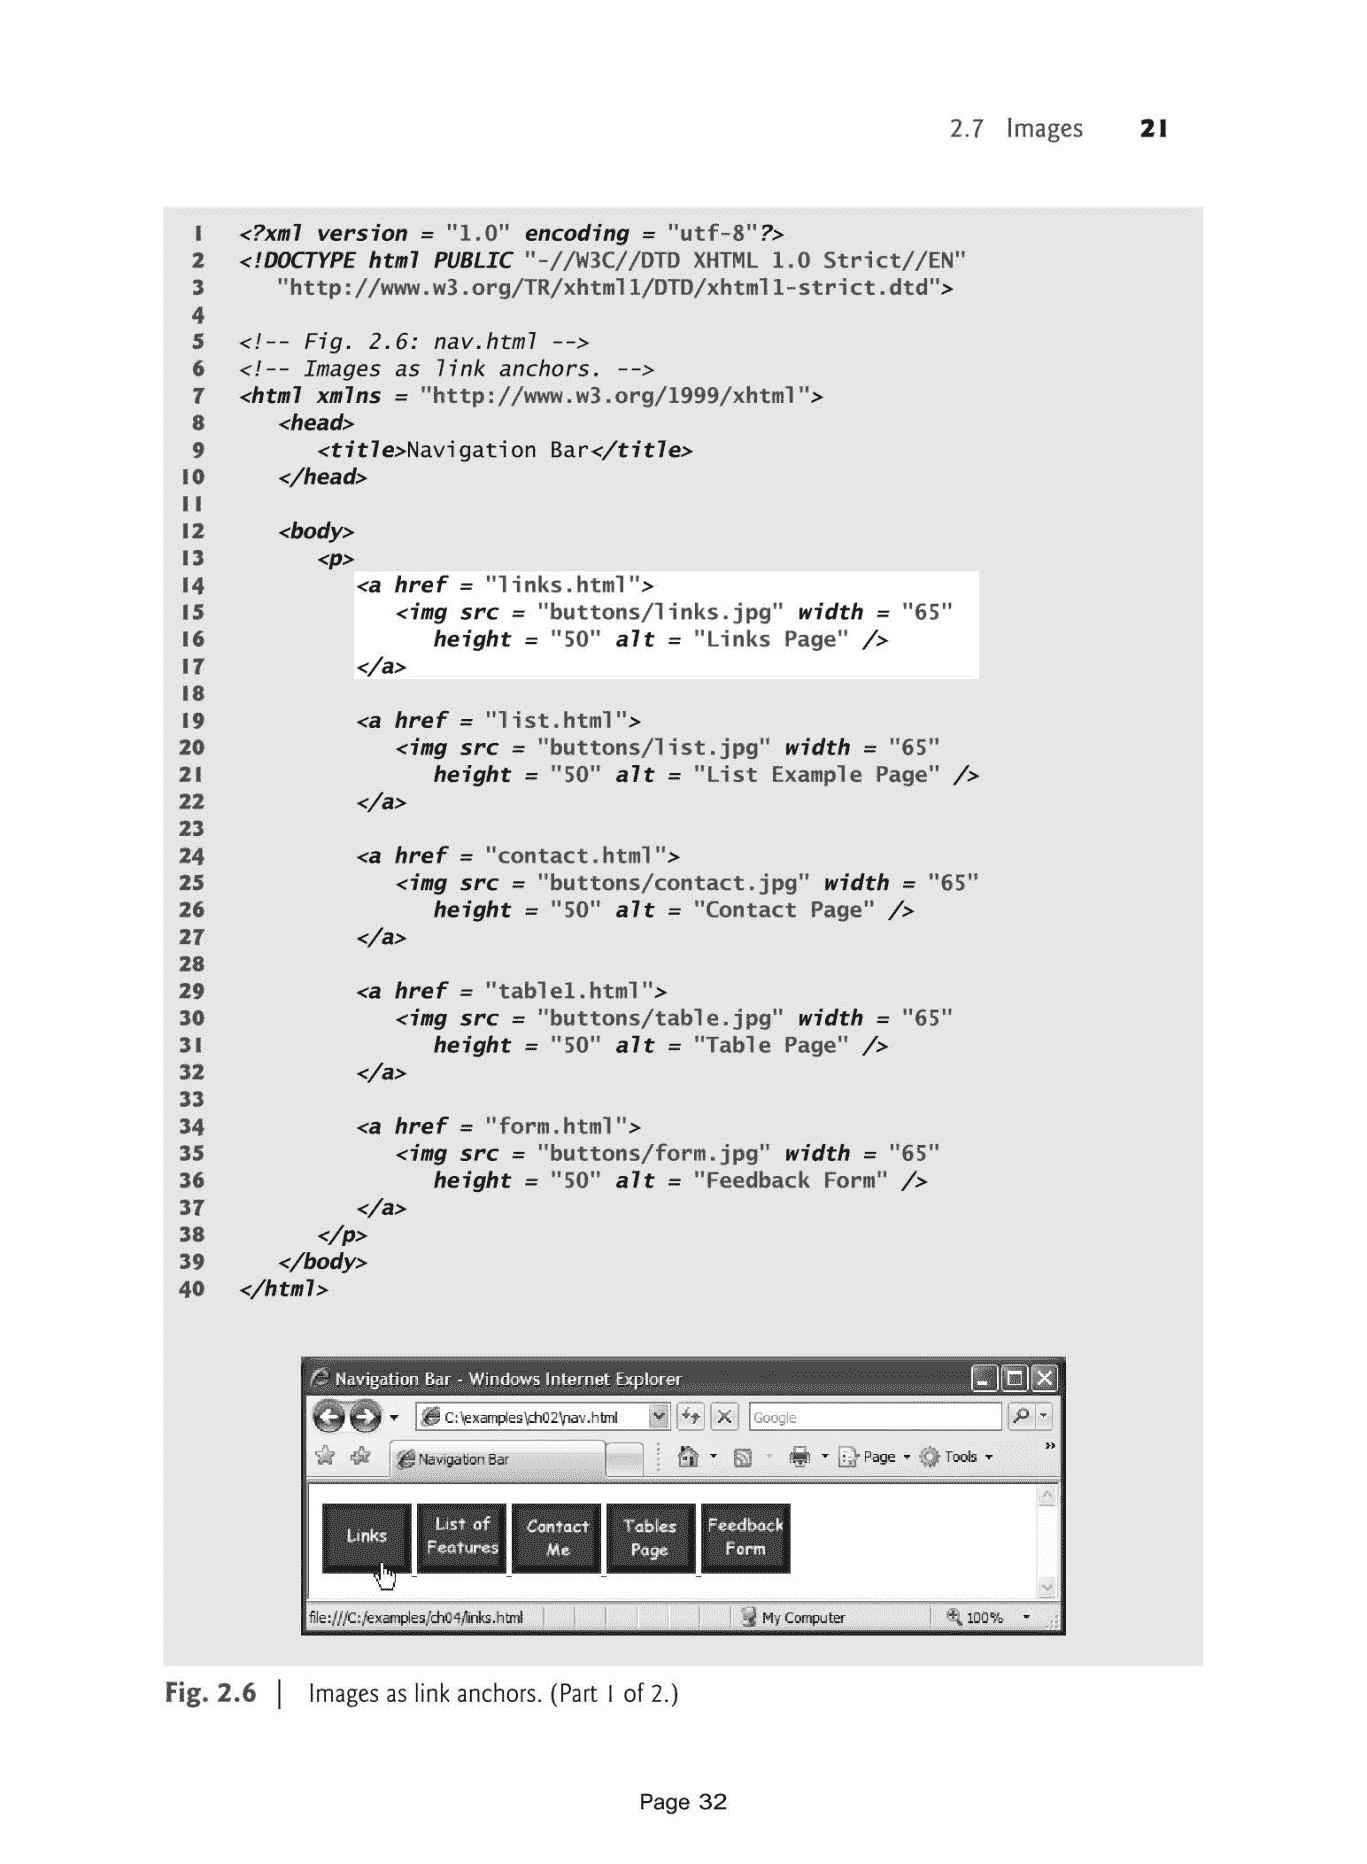 2.7 Images 21
1 <?xml version = "1.0" encoding = "utf-8"?>
2 <!DOCTYPE html PUBLIC "-//W3C//DTD XHTML 1.0 Strict//EN"
3 "http://www.w3.org/TR/xhtml1/DTD/xhtml1-strict.dtd">
4
5 <!-- Fig. 2.6: nav.html -->
6 <!-- Images as link anchors. -->
7 <html xmlns = "http://www.w3.org/1999/xhtml">
8 <head>
9 <title>Navigation Bar</title>
10 </head>
11
12 <body>
13 <p>
14 <a href = "links.html">
15 <img src = "buttons/links.jpg" width = "65"
16 height = "50" alt = "Links Page" />
17 </a>
18
19 <a href = "list.html">
20 <img src = "buttons/list.jpg" width = "65"
21 height = "50" alt = "List Example Page" />
22 </a>
23
24 <a href = "contact.html">
25 <img src = "buttons/contact.jpg" width = "65"
26 height = "50" alt = "Contact Page" />
27 </a>
28
29 <a href = "table1.html">
30 <img src = "buttons/table.jpg" width = "65"
31 height = "50" alt = "Table Page" />
32 </a>
33
34 <a href = "form.html">
35 <img src = "buttons/form.jpg" width = "65"
36 height = "50" alt = "Feedback Form" />
37 </a>
38 </p>
39 </body>
40 </html>
Navigation Bar - Windows Internet Explorer
C:\examples\ch02\nav.html Google
Navigation Bar Page Tools »
Links List of Features Contact Me Tables Page Feedback Form
file:///C:/examples/ch04/links.html My Computer 100%
Fig. 2.6 | Images as link anchors. (Part 1 of 2.)
Page 32